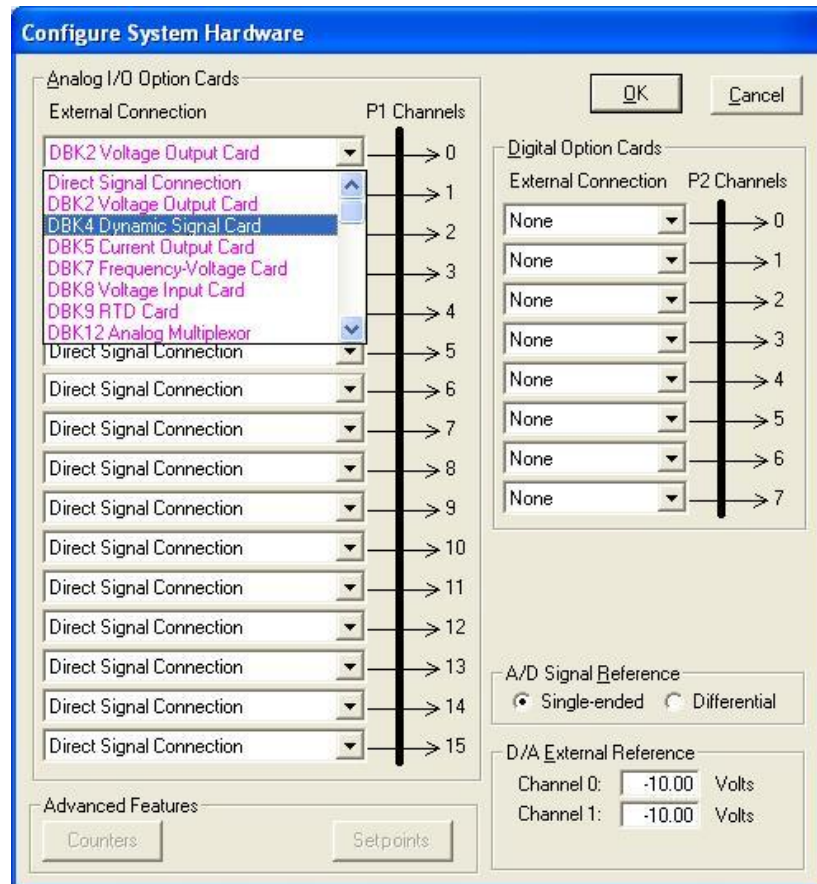 Configure System Hardware
Analog I/O Option Cards
External Connection P1 Channels
DBK2 Voltage Output Card 0
Direct Signal Connection
DBK2 Voltage Output Card
DBK4 Dynamic Signal Card
DBK5 Current Output Card
DBK7 Frequency-Voltage Card
DBK8 Voltage Input Card
DBK9 RTD Card
DBK12 Analog Multiplexor
1
2
3
4
Direct Signal Connection 5
Direct Signal Connection 6
Direct Signal Connection 7
Direct Signal Connection 8
Direct Signal Connection 9
Direct Signal Connection 10
Direct Signal Connection 11
Direct Signal Connection 12
Direct Signal Connection 13
Direct Signal Connection 14
Direct Signal Connection 15
Advanced Features
Counters Setpoints
OK Cancel
Digital Option Cards
External Connection P2 Channels
None 0
None 1
None 2
None 3
None 4
None 5
None 6
None 7
A/D Signal Reference
Single-ended Differential
D/A External Reference
Channel 0: -10.00 Volts
Channel 1: -10.00 Volts